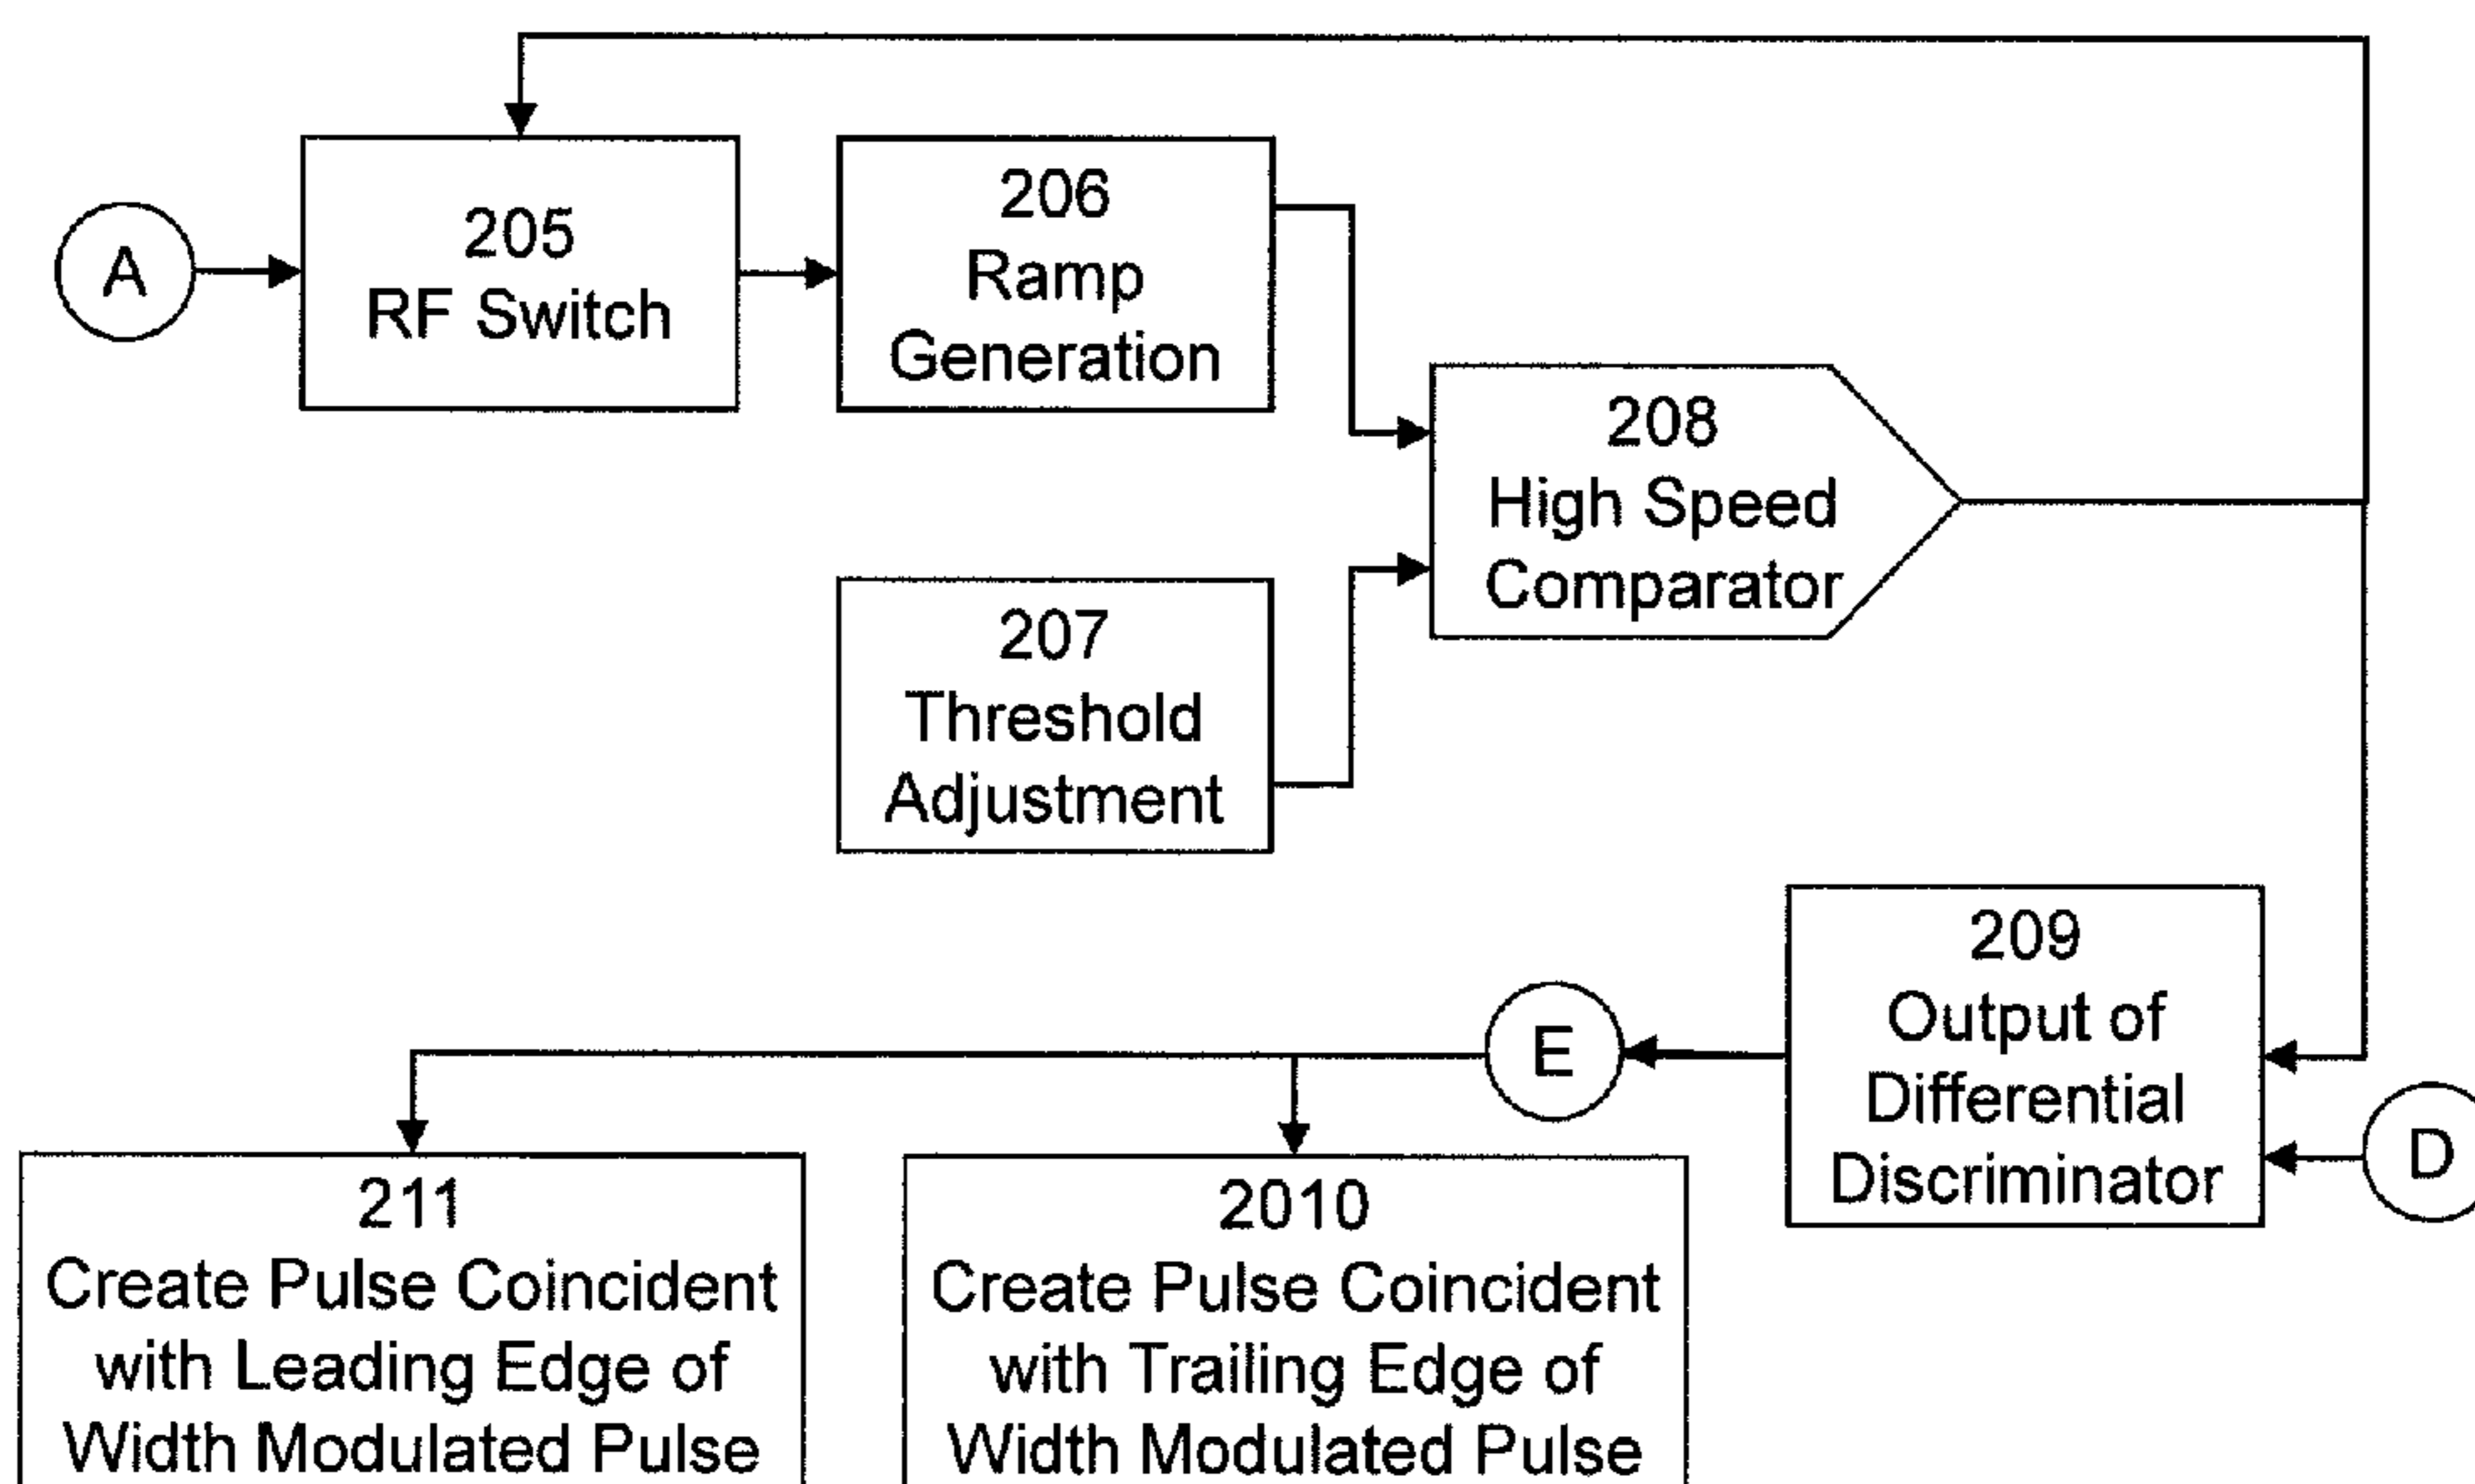 A
205
RF Switch
206
Ramp
Generation
208
High Speed
Comparator
207
Threshold
Adjustment
209
Output of
Differential
Discriminator
E
D
211
Create Pulse Coincident
with Leading Edge of
Width Modulated Pulse
2010
Create Pulse Coincident
with Trailing Edge of
Width Modulated Pulse